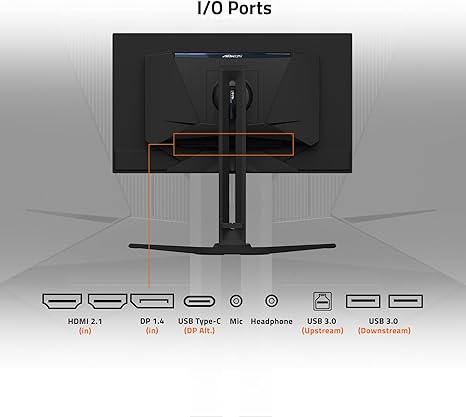 I/O Ports
AORUS
HDMI 2.1
(in)
DP 1.4
(in)
USB Type-C
(DP Alt.)
Mic
Headphone
USB 3.0
(Upstream)
USB 3.0
(Downstream)